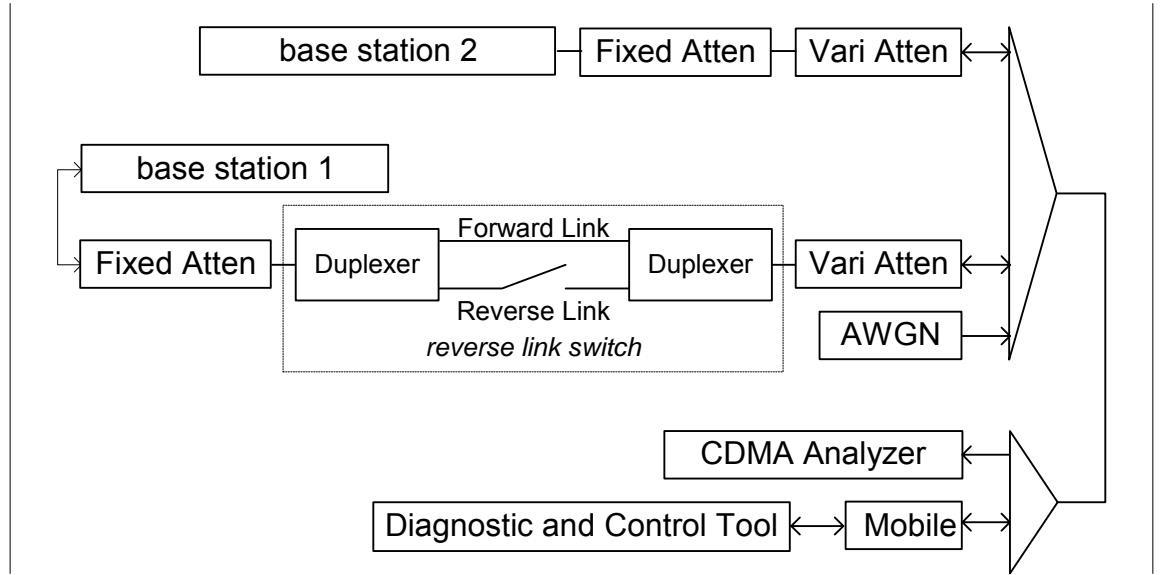 base station 2
Fixed Atten
Vari Atten
base station 1
Fixed Atten
Duplexer
Forward Link
Reverse Link
reverse link switch
Duplexer
Vari Atten
AWGN
CDMA Analyzer
Diagnostic and Control Tool
Mobile